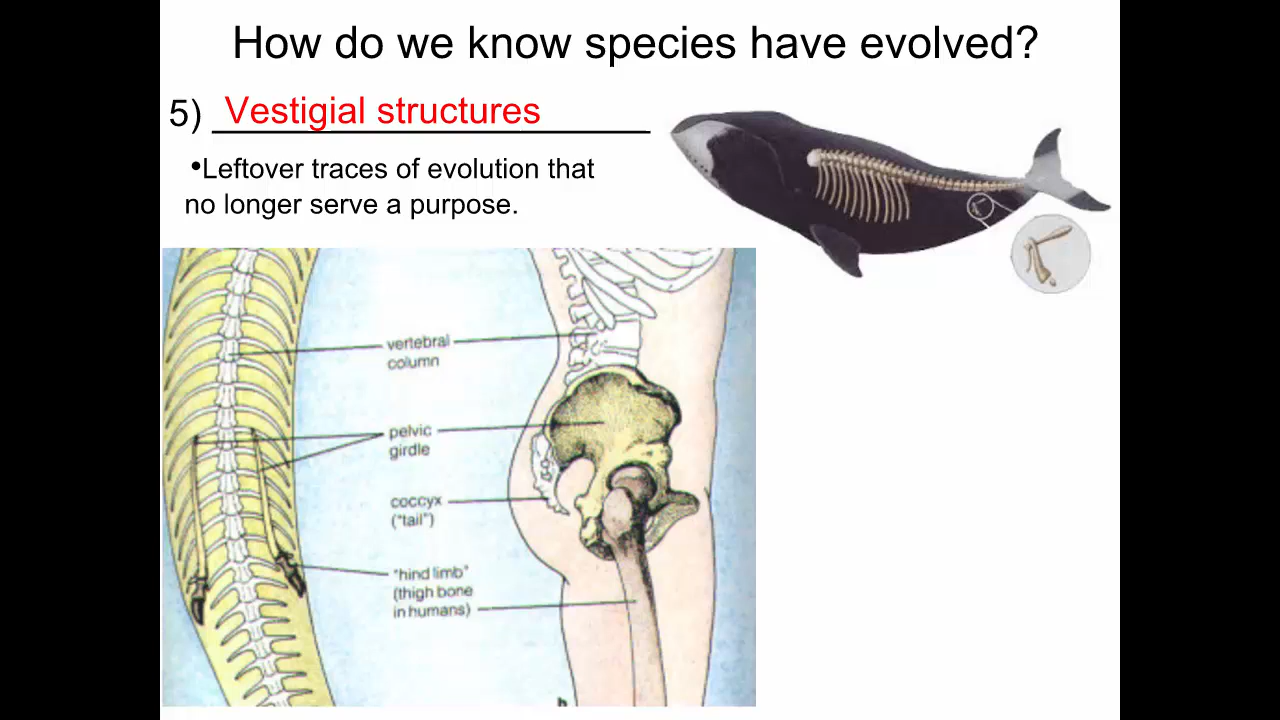 How do we know species have evolved?
5) Vestigial structures
•Leftover traces of evolution that
no longer serve a purpose.
vertebral
column
pelvic
girdle
coccyx
("tail")
"hind limb"
(thigh bone
in humans)